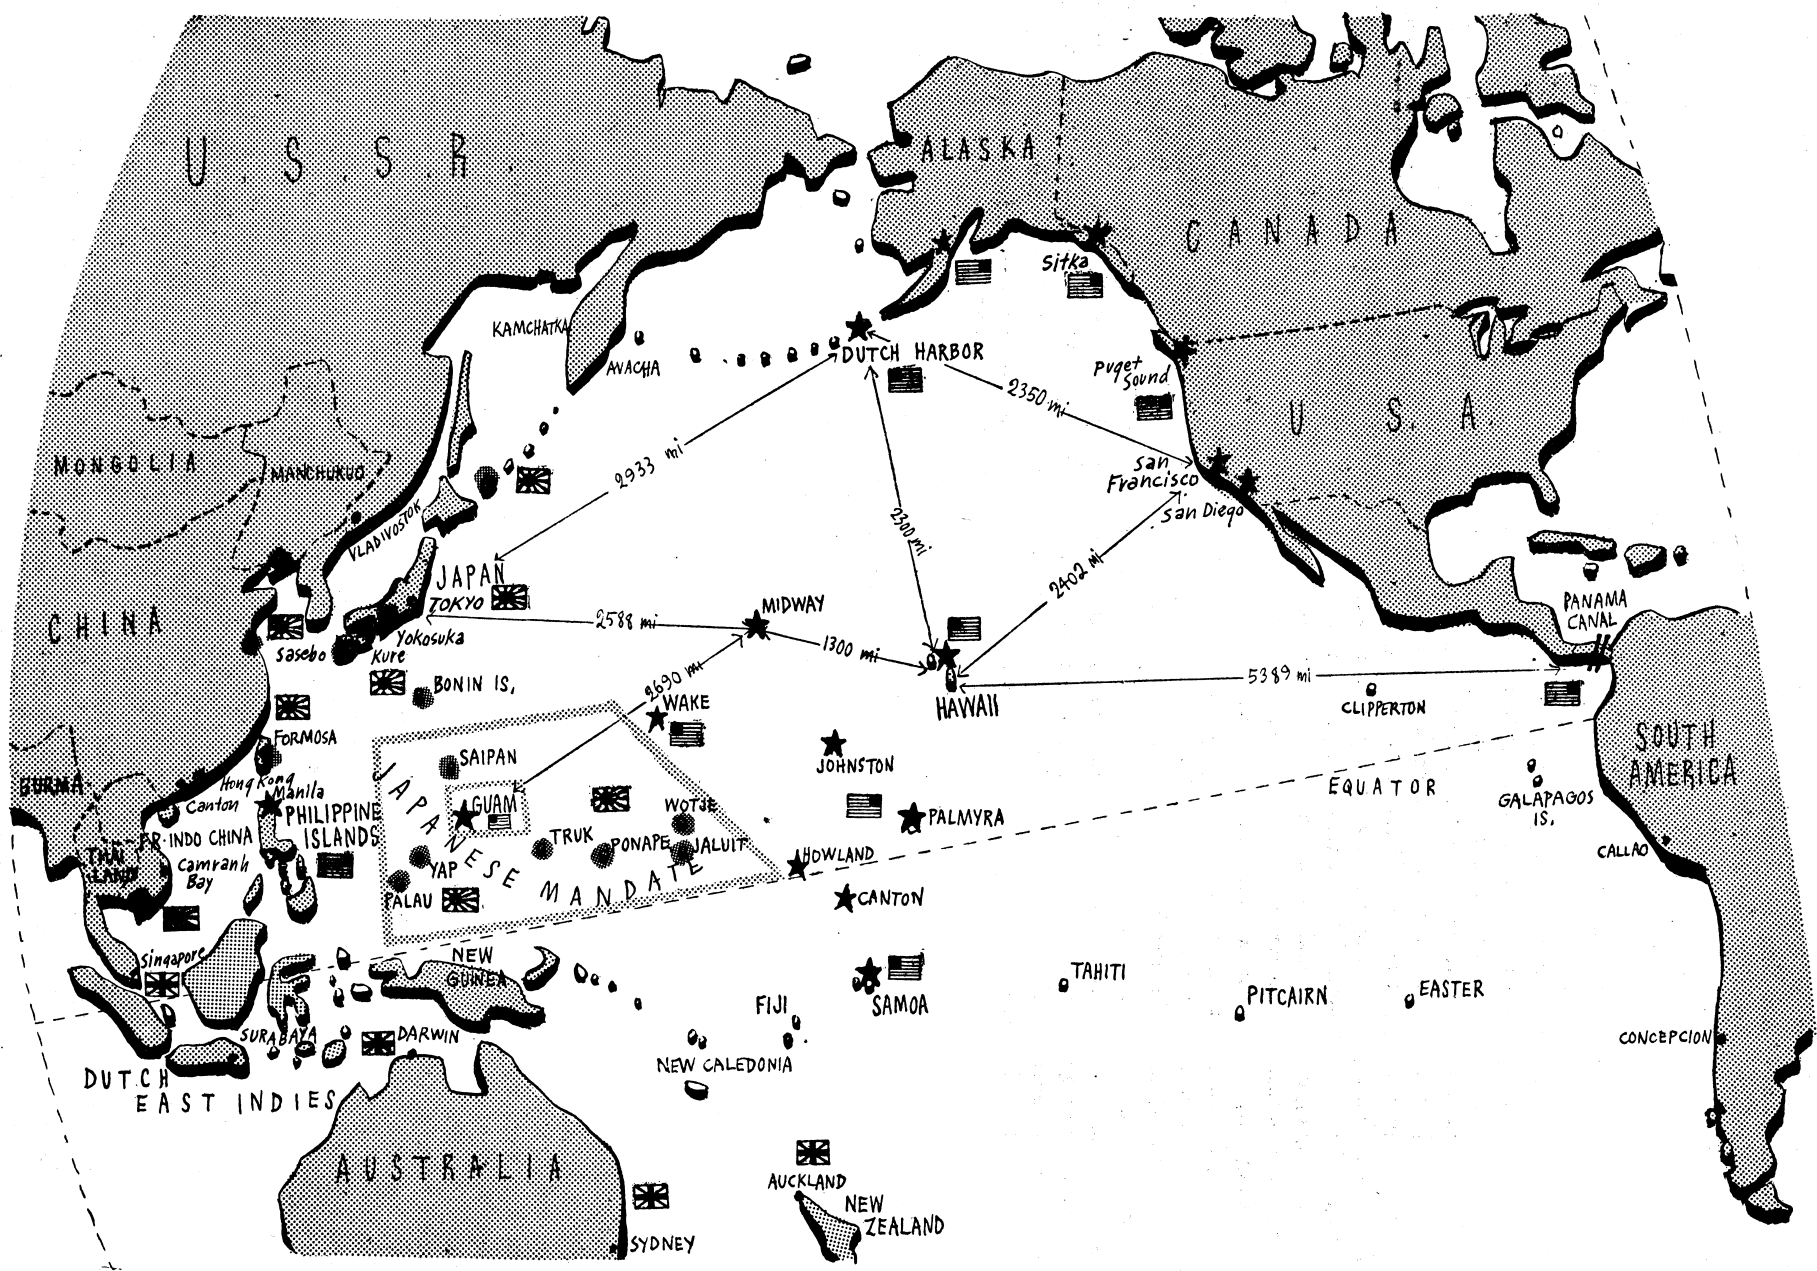 U. S. S. R.
ALASKA
CANADA
Sitka
KAMCHATKA
AVACHA
DUTCH HARBOR
Puget
Sound
2350 mi
U. S. A.
MONGOLIA
MANCHUKUO
2933 mi
San
Francisco
San Diego
VLADIVOSTOK
2300 mi
2402 mi
JAPAN
TOKYO
CHINA
2588 mi
MIDWAY
PANAMA
CANAL
Yokosuka
Sasebo
Kure
1300 mi
2690 mi
5389 mi
BONIN IS.
WAKE
HAWAII
CLIPPERTON
FORMOSA
SAIPAN
JOHNSTON
SOUTH
AMERICA
BURMA
Hong Kong
Manila
Canton
PHILIPPINE
ISLANDS
GUAM
WOTJE
PALMYRA
EQUATOR
GALAPAGOS
IS.
FR. INDO CHINA
TRUK
PONAPE
JALUIT
HOWLAND
CALLAO
THAI
LAND
Camranh
Bay
YAP
JAPANESE MANDATE
PALAU
CANTON
Singapore
NEW
GUINEA
SAMOA
TAHITI
PITCAIRN
EASTER
FIJI
SURABAYA
DARWIN
NEW CALEDONIA
CONCEPCION
DUTCH
EAST INDIES
AUSTRALIA
AUCKLAND
NEW
ZEALAND
SYDNEY